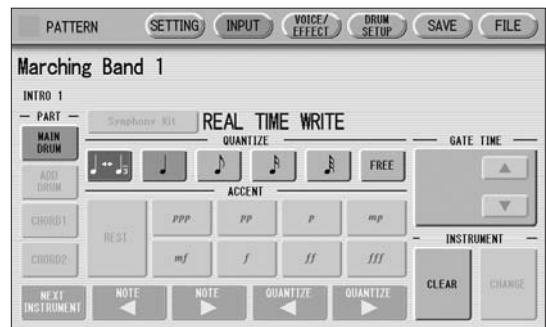 PATTERN SETTING INPUT VOICE/EFFECT DRUM SETUP SAVE FILE
Marching Band 1
INTRO 1
PART Symphony Kit REAL TIME WRITE
MAIN DRUM QUANTIZE GATE TIME
3 FREE
ADD DRUM ACCENT
CHORD1 REST ppp pp p mp
INSTRUMENT
CHORD2 mf f ff fff
CLEAR CHANGE
NEXT INSTRUMENT NOTE NOTE QUANTIZE QUANTIZE